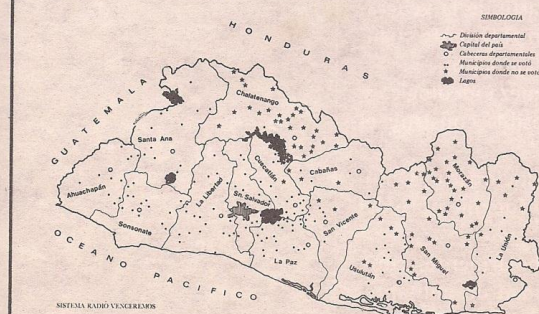 HONDURAS
SIMBOLOGIA
División departamental
Capital del país
Cabeceras departamentales
Municipios donde se votó
Municipios donde no se votó
Lagos
GUATEMALA
Chalatenango
Santa Ana
Cuscatlán
Cabañas
Morazán
Ahuachapán
La Libertad
Sn. Salvador
Sonsonate
San Vicente
La Unión
San Miguel
La Paz
Usulután
OCEANO PACIFICO
SISTEMA RADIO VENCEREMOS